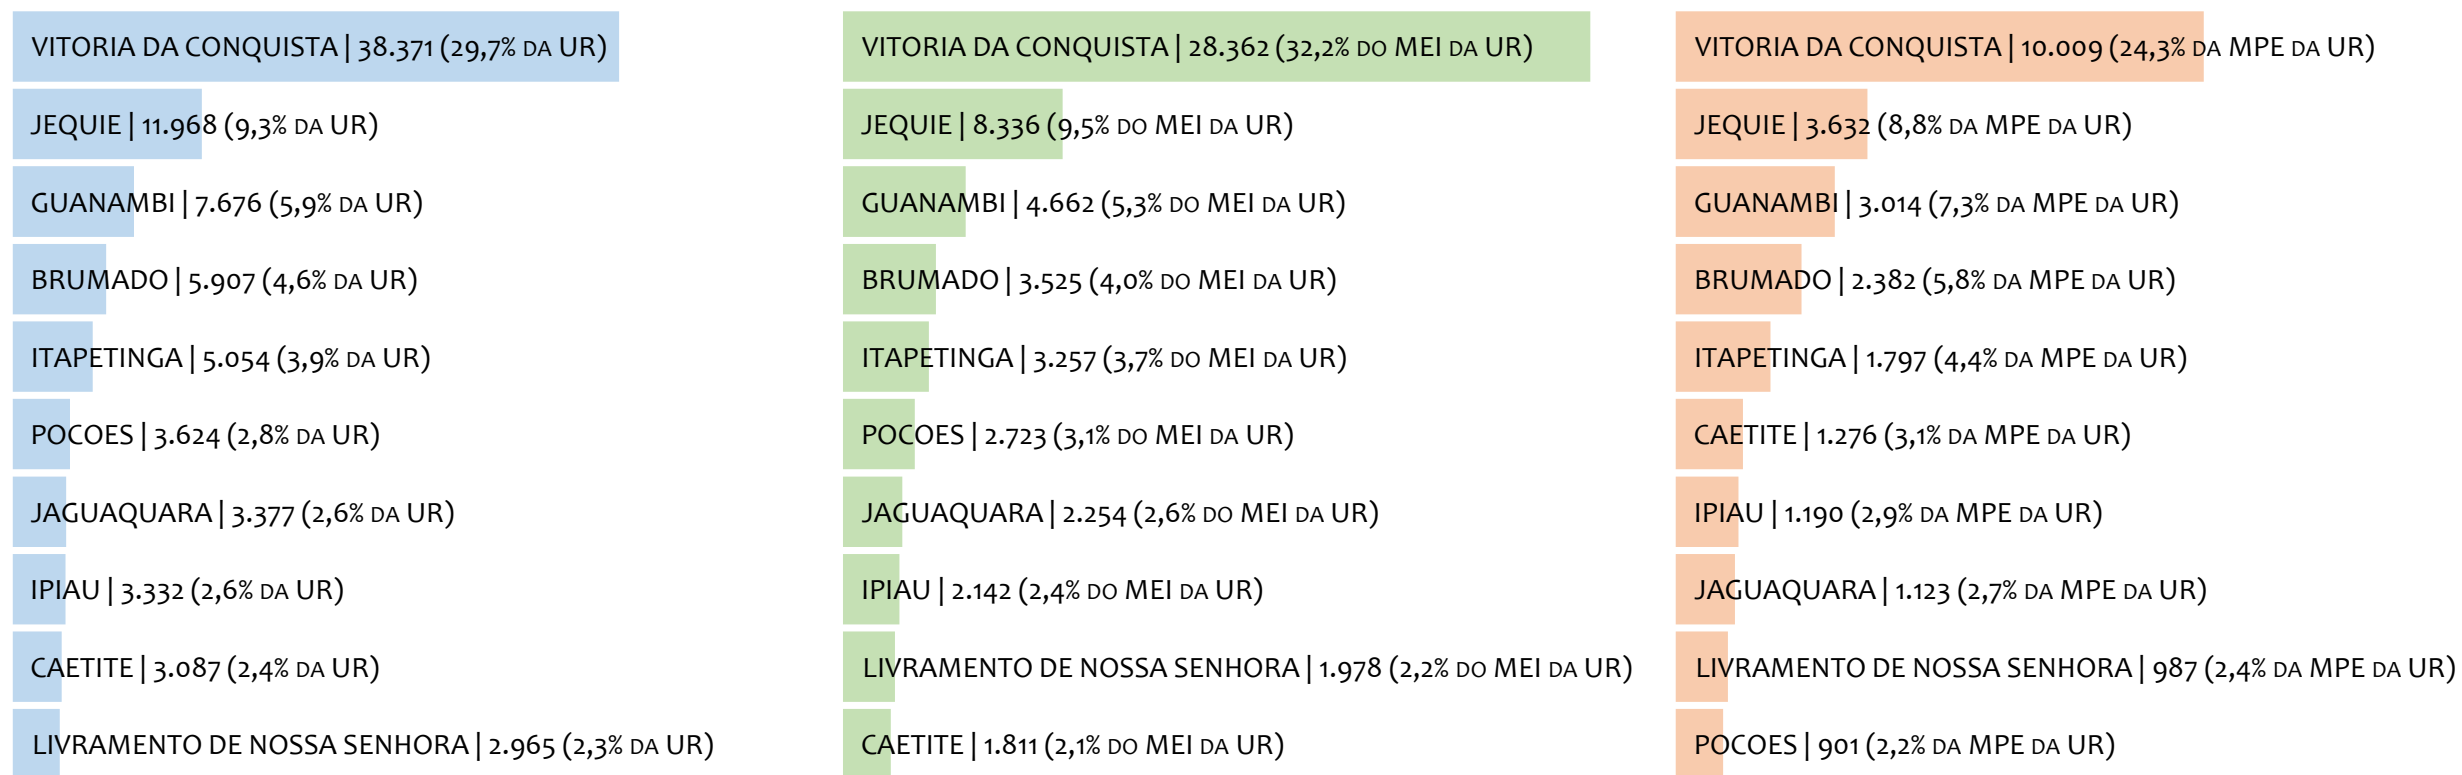 VITORIA DA CONQUISTA | 38.371 (29,7% DA UR)
JEQUIE | 11.968 (9,3% DA UR)
GUANAMBI | 7.676 (5,9% DA UR)
BRUMADO | 5.907 (4,6% DA UR)
ITAPETINGA | 5.054 (3,9% DA UR)
POCOES | 3.624 (2,8% DA UR)
JAGUAQUARA | 3.377 (2,6% DA UR)
IPIAU | 3.332 (2,6% DA UR)
CAETITE | 3.087 (2,4% DA UR)
LIVRAMENTO DE NOSSA SENHORA | 2.965 (2,3% DA UR)
VITORIA DA CONQUISTA | 28.362 (32,2% DO MEI DA UR)
JEQUIE | 8.336 (9,5% DO MEI DA UR)
GUANAMBI | 4.662 (5,3% DO MEI DA UR)
BRUMADO | 3.525 (4,0% DO MEI DA UR)
ITAPETINGA | 3.257 (3,7% DO MEI DA UR)
POCOES | 2.723 (3,1% DO MEI DA UR)
JAGUAQUARA | 2.254 (2,6% DO MEI DA UR)
IPIAU | 2.142 (2,4% DO MEI DA UR)
LIVRAMENTO DE NOSSA SENHORA | 1.978 (2,2% DO MEI DA UR)
CAETITE | 1.811 (2,1% DO MEI DA UR)
VITORIA DA CONQUISTA | 10.009 (24,3% DA MPE DA UR)
JEQUIE | 3.632 (8,8% DA MPE DA UR)
GUANAMBI | 3.014 (7,3% DA MPE DA UR)
BRUMADO | 2.382 (5,8% DA MPE DA UR)
ITAPETINGA | 1.797 (4,4% DA MPE DA UR)
CAETITE | 1.276 (3,1% DA MPE DA UR)
IPIAU | 1.190 (2,9% DA MPE DA UR)
JAGUAQUARA | 1.123 (2,7% DA MPE DA UR)
LIVRAMENTO DE NOSSA SENHORA | 987 (2,4% DA MPE DA UR)
POCOES | 901 (2,2% DA MPE DA UR)